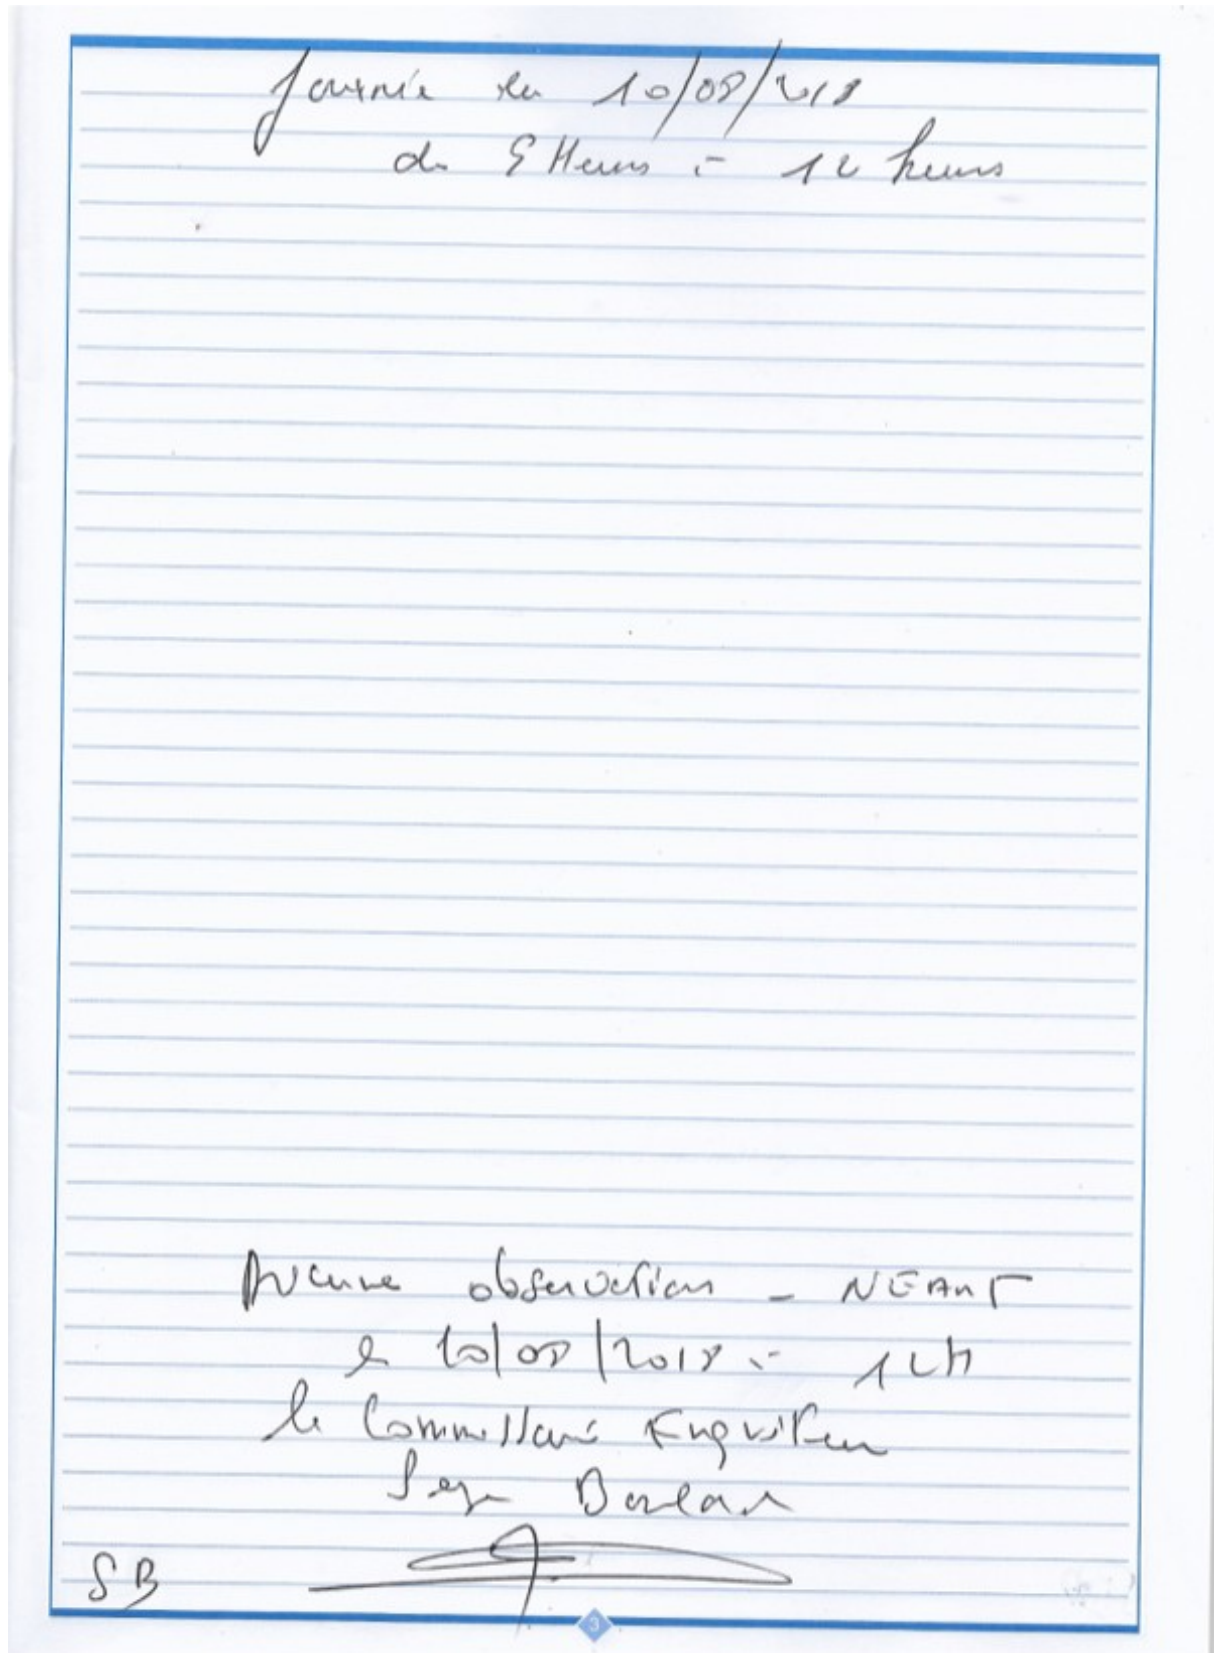 Journée du 10/08/2018
de 9 Heures à 12 heures
Aucune observation - NEANT
le 10/08/2018 à 12H
le Commissaire Enquêteur
Serge
SB
3